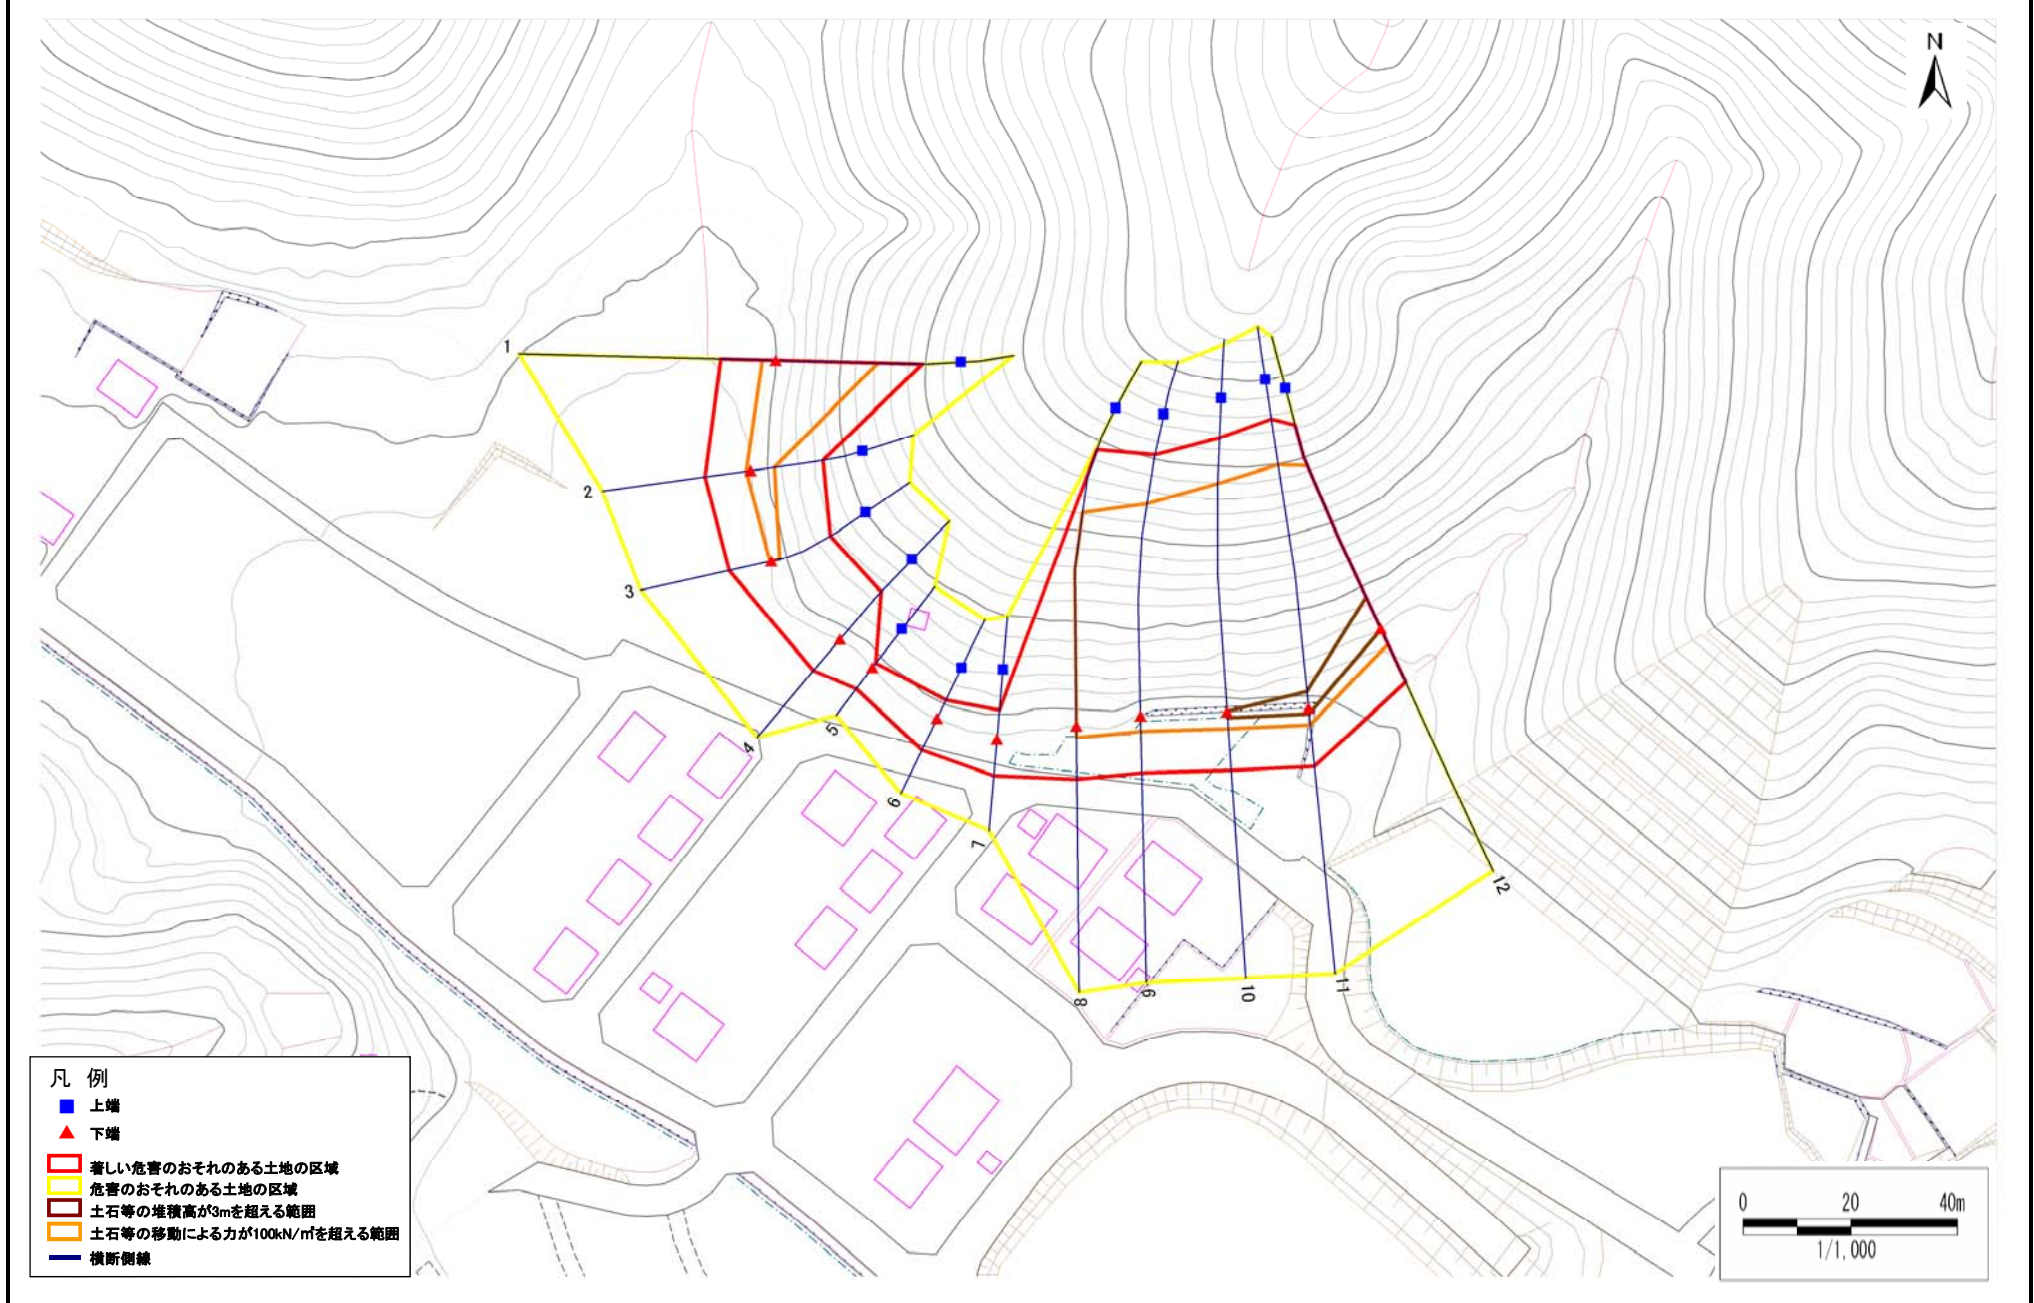 N
1
2
3
4
5
6
7
8
9
10
11
12
凡 例
上端
下端
著しい危害のおそれのある土地の区域
危害のおそれのある土地の区域
土石等の堆積高が3mを超える範囲
土石等の移動による力が100kN/㎡を超える範囲
横断側線
0 20 40m
1/1,000